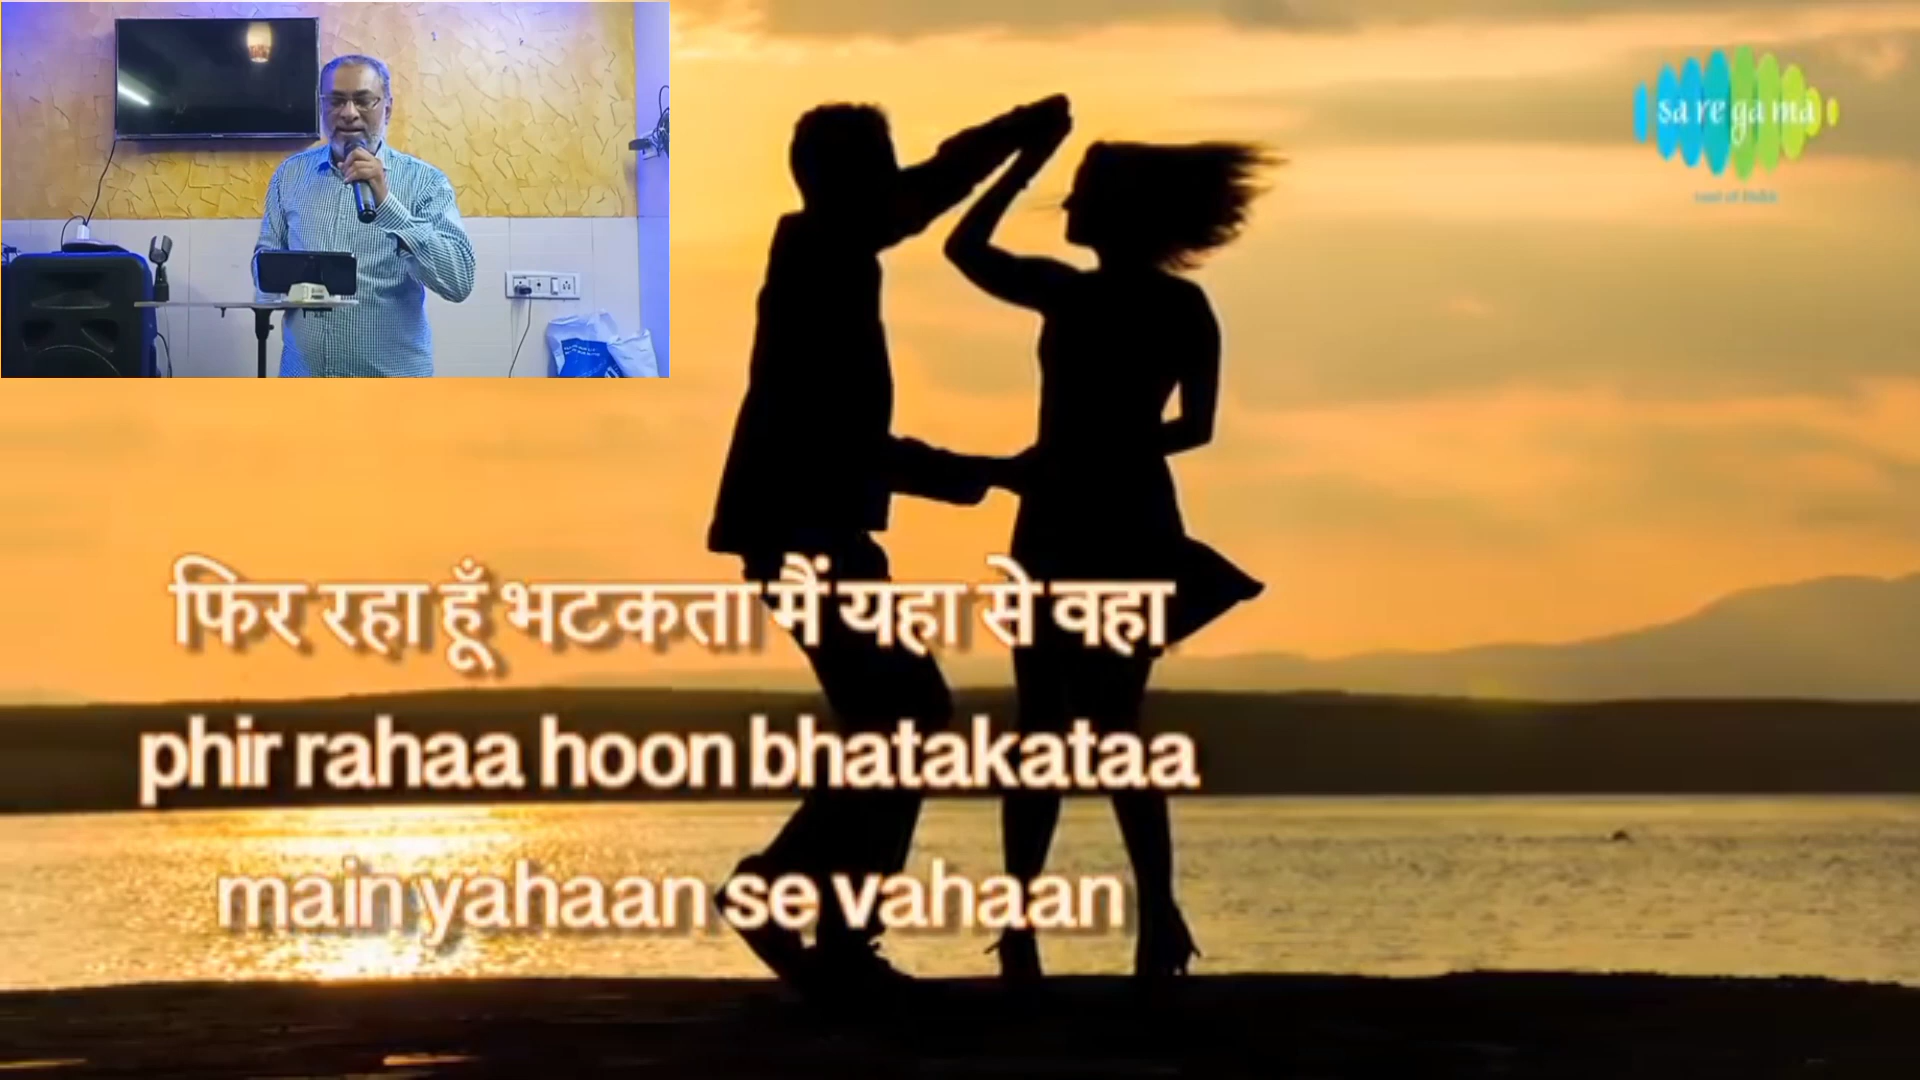 sa re ga ma
फिर रहा हूँ भटकता मैं यहा से वहा
phir rahaa hoon bhatakataa
main yahaan se vahaan